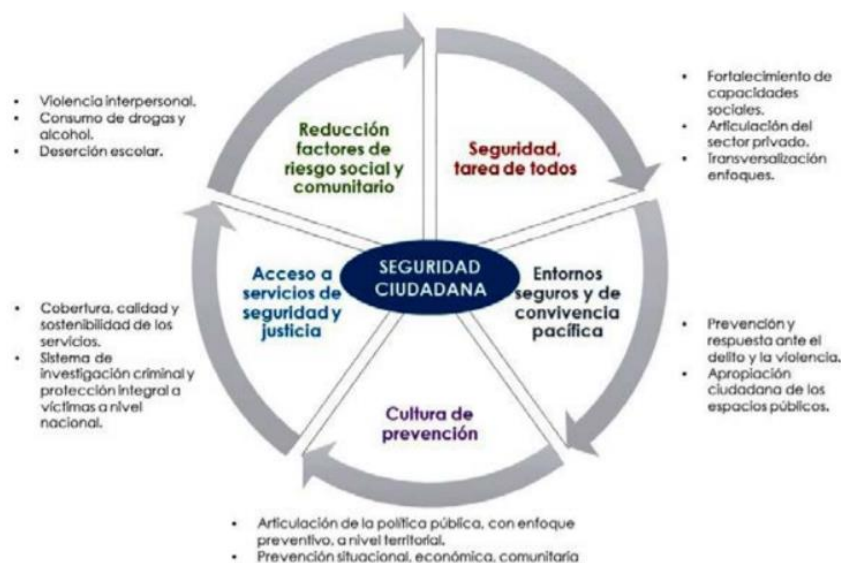 • Violencia interpersonal.
• Consumo de drogas y
alcohol.
• Deserción escolar.
Reducción
factores de
riesgo social y
comunitario
Seguridad,
tarea de todos
• Fortalecimiento de
capacidades
sociales.
• Articulación del
sector privado.
• Transversalización
enfoques.
SEGURIDAD
CIUDADANA
Acceso a
servicios de
seguridad y
justicia
Entornos
seguros y de
convivencia
pacífica
• Cobertura, calidad y
sostenibilidad de los
servicios.
• Sistema de
investigación criminal y
protección integral a
víctimas a nivel
nacional.
• Prevención y
respuesta ante el
delito y la violencia.
• Apropiación
ciudadana de los
espacios públicos.
Cultura de
prevención
• Articulación de la política pública, con enfoque
preventivo, a nivel territorial.
• Prevención situacional, económica, comunitaria